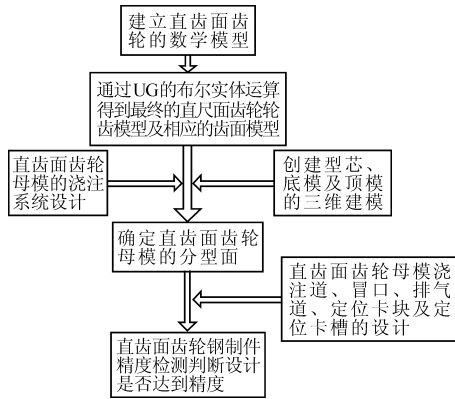 建立直齿面齿
轮的数学模型
通过UG的布尔实体运算
得到最终的直尺面齿轮轮
齿模型及相应的齿面模型
直齿面齿轮
母模的浇注
系统设计
创建型芯、
底模及顶模
的三维建模
确定直齿面齿轮
母模的分型面
直齿面齿轮母模浇
注道、冒口、排气
道、定位卡块及定
位卡槽的设计
直齿面齿轮钢制件
精度检测判断设计
是否达到精度